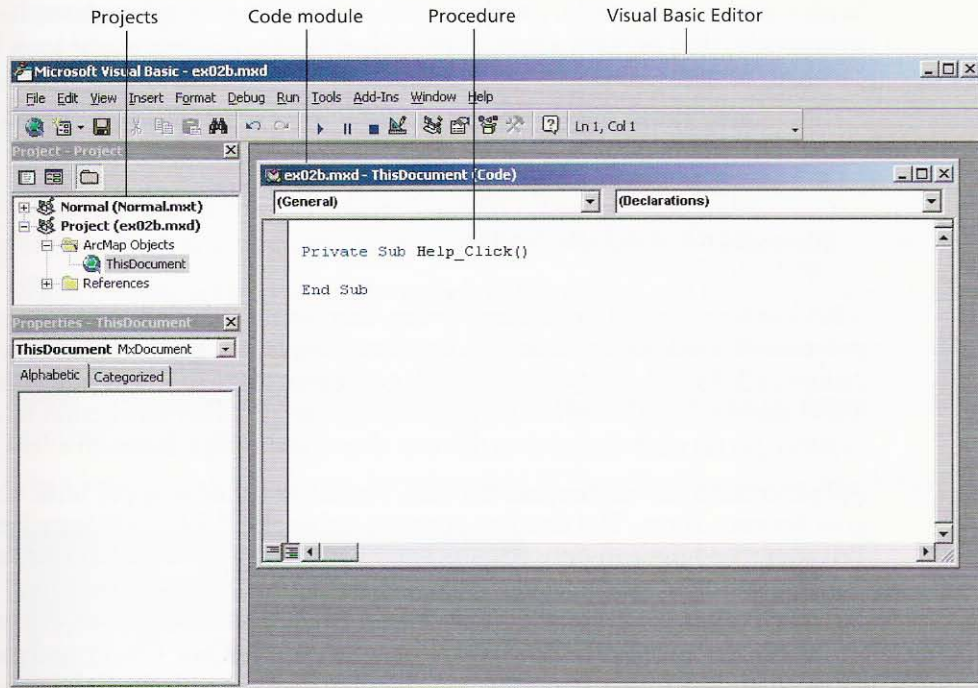 Projects Code module Procedure Visual Basic Editor
Microsoft Visual Basic - ex02b.mxd
File Edit View Insert Format Debug Run Tools Add-Ins Window Help
Ln 1, Col 1
Project - Project
Normal (Normal.mxt)
Project (ex02b.mxd)
ArcMap Objects
ThisDocument
References
Properties - ThisDocument
ThisDocument MxDocument
Alphabetic Categorized
ex02b.mxd - ThisDocument (Code)
(General) (Declarations)
Private Sub Help_Click()
End Sub